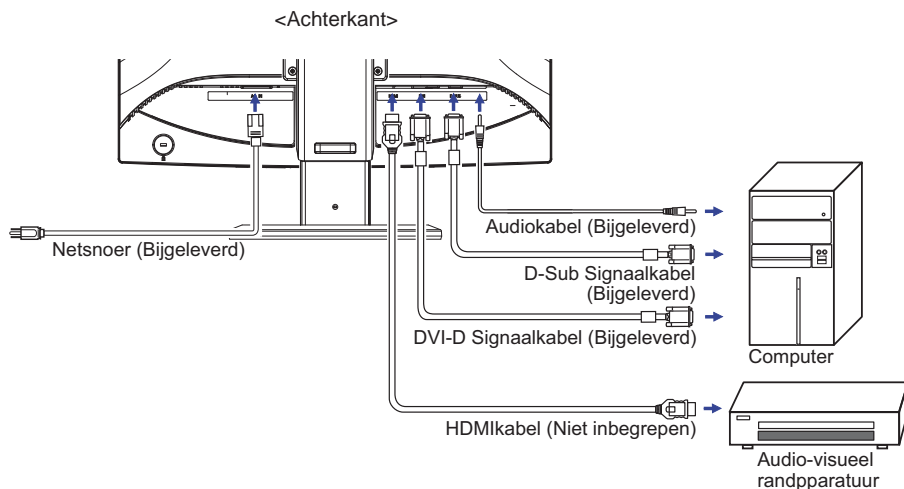 <Achterkant>
Audiokabel (Bijgeleverd)
Netsnoer (Bijgeleverd)
D-Sub Signaalkabel
(Bijgeleverd)
DVI-D Signaalkabel (Bijgeleverd)
Computer
HDMIkabel (Niet inbegrepen)
Audio-visueel
randpparatuur